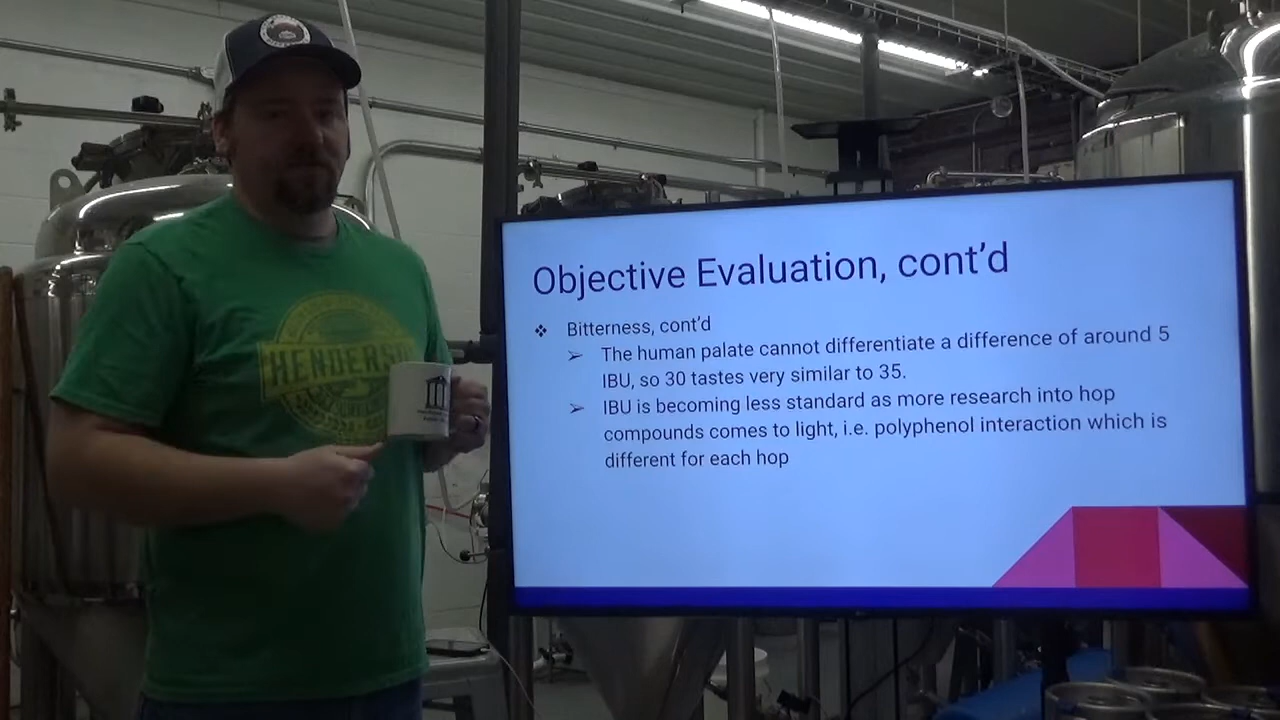 Objective Evaluation, cont'd
❖ Bitterness, cont'd
➢ The human palate cannot differentiate a difference of around 5
IBU, so 30 tastes very similar to 35.
➢ IBU is becoming less standard as more research into hop
compounds comes to light, i.e. polyphenol interaction which is
different for each hop
HENDERSON